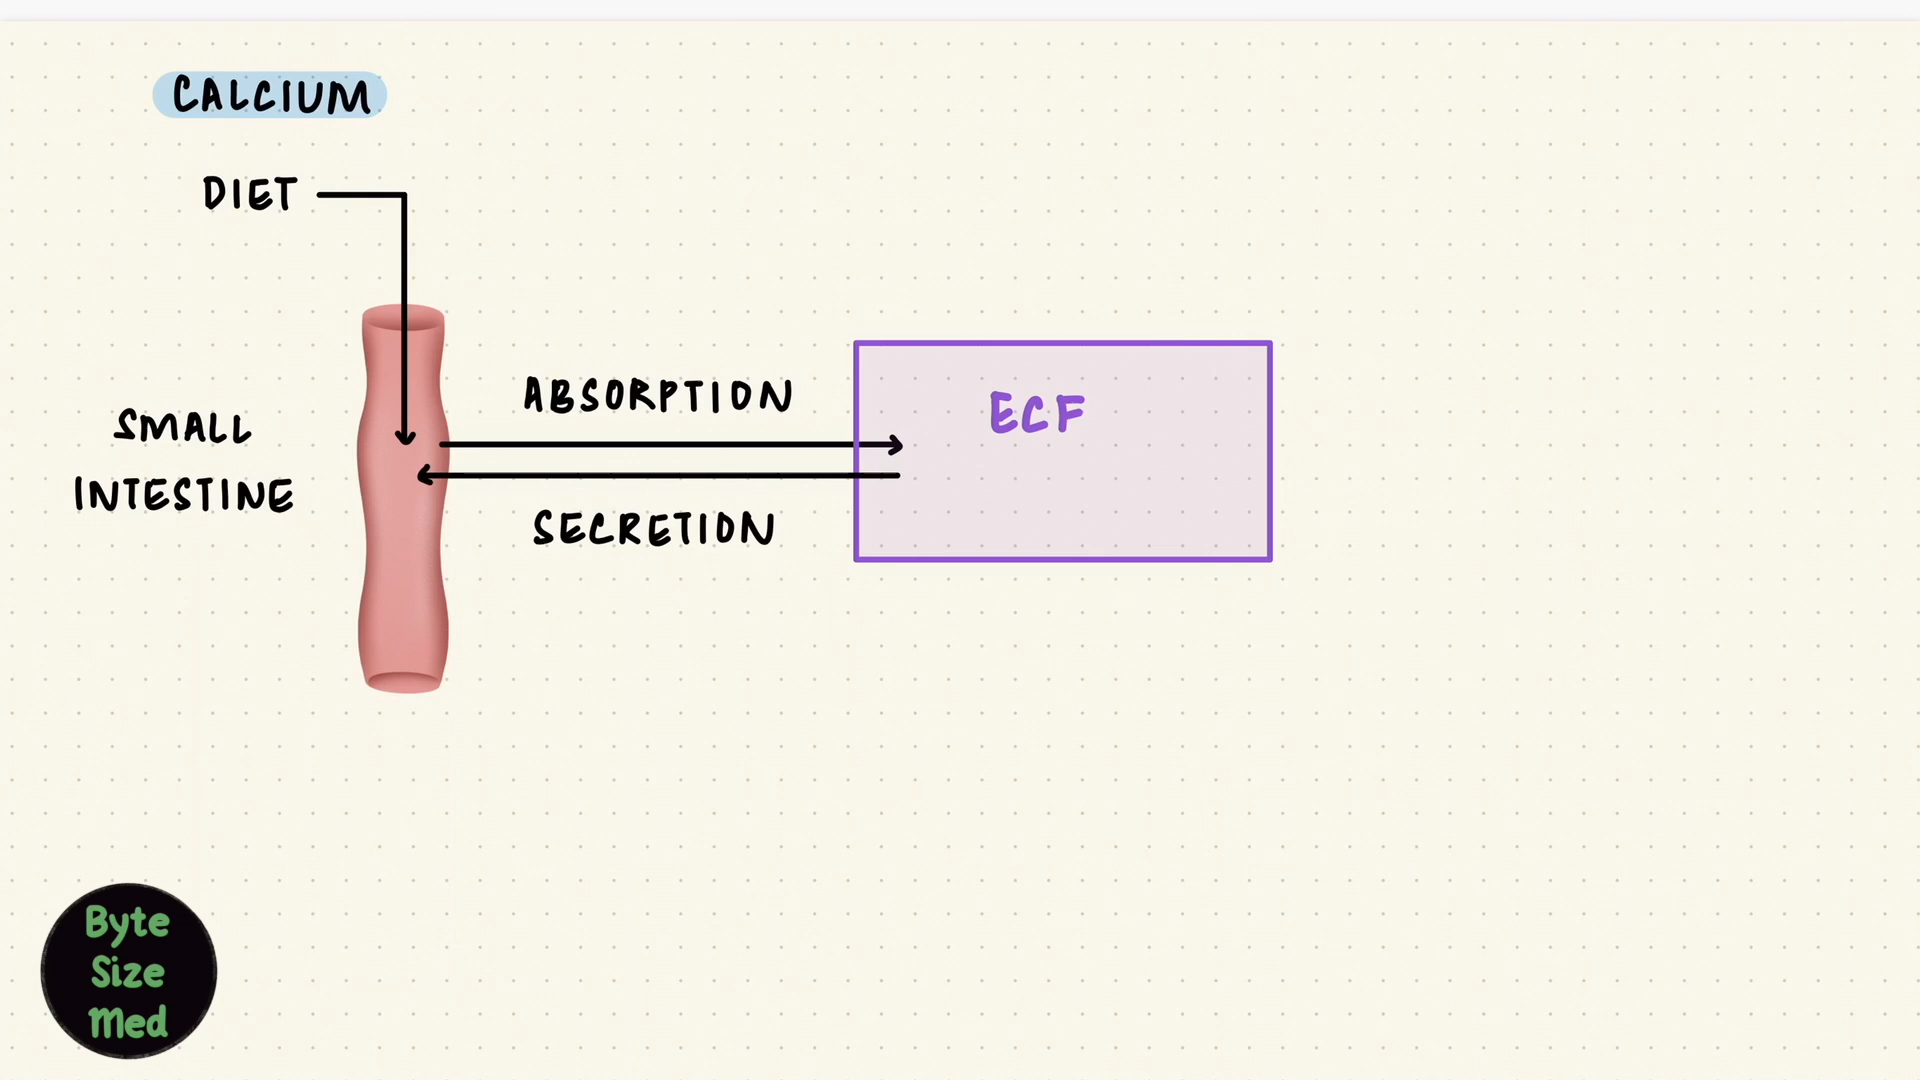 CALCIUM
DIET
SMALL
INTESTINE
ABSORPTION
SECRETION
ECF
Byte
Size
Med